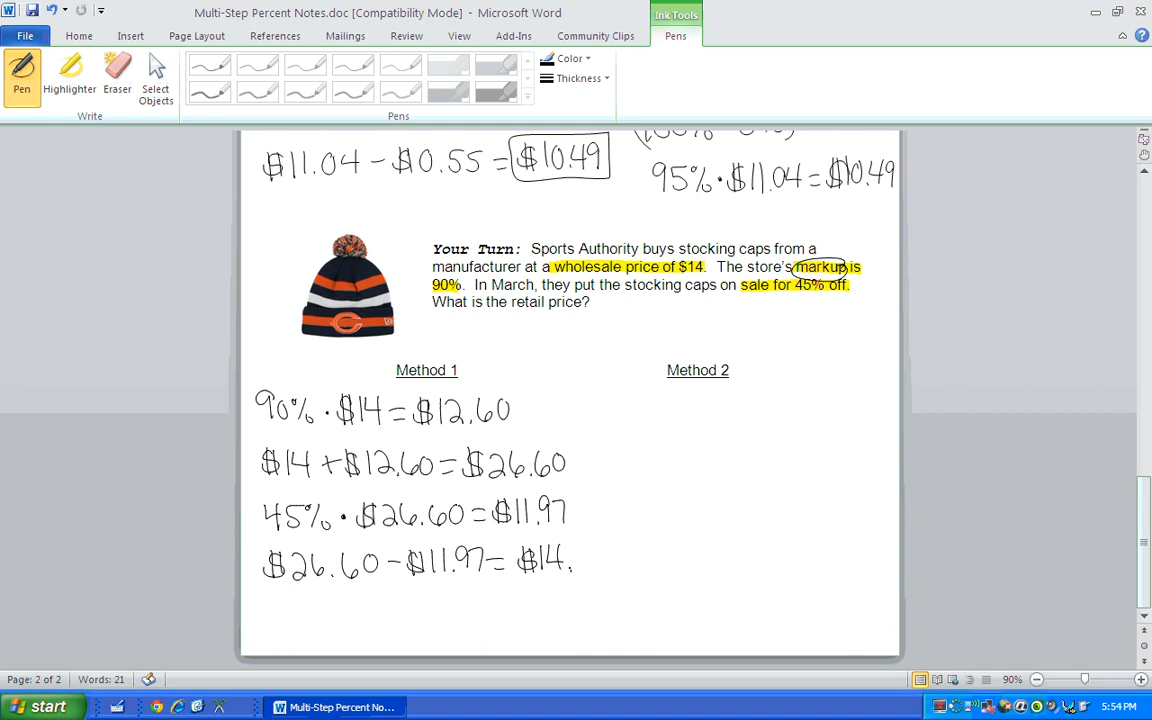 Multi-Step Percent Notes.doc [Compatibility Mode] - Microsoft Word
Ink Tools
File Home Insert Page Layout References Mailings Review View Add-Ins Community Clips Pens
Pen Highlighter Eraser Select Objects
Color
Thickness
Write
Pens
$11.04 - $0.55 = $10.49
95% · $11.04 = $10.49
Your Turn: Sports Authority buys stocking caps from a
manufacturer at a wholesale price of $14. The store's markup is
90%. In March, they put the stocking caps on sale for 45% off.
What is the retail price?
Method 1
Method 2
90% · $14 = $12.60
$14 + $12.60 = $26.60
45% · $26.60 = $11.97
$26.60 - $11.97 = $14.
Page: 2 of 2 Words: 21
90%
start
Multi-Step Percent No...
5:54 PM